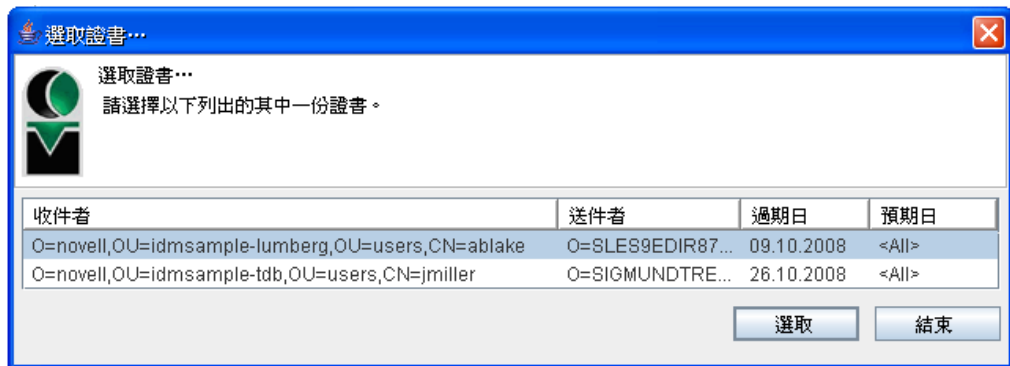 選取證書⋯
選取證書⋯
請選擇以下列出的其中一份證書。
收件者 送件者 過期日 預期日
O=novell,OU=idmsample-lumberg,OU=users,CN=ablake O=SLES9EDIR87... 09.10.2008 <All>
O=novell,OU=idmsample-tdb,OU=users,CN=jmiller O=SIGMUNDTRE... 26.10.2008 <All>
選取 結束